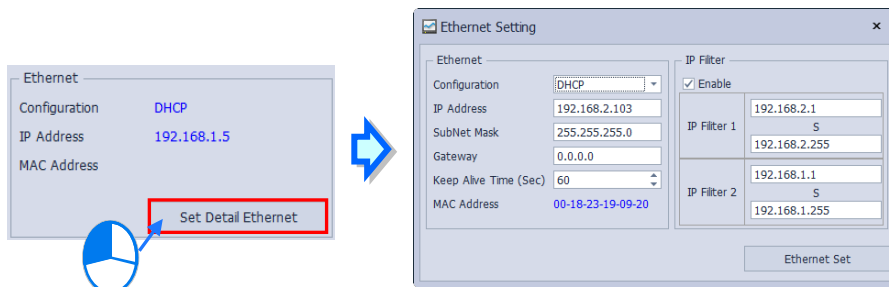 Ethernet
Configuration DHCP
IP Address 192.168.1.5
MAC Address
Set Detail Ethernet
Ethernet Setting
Ethernet
Configuration DHCP
IP Address 192.168.2.103
SubNet Mask 255.255.255.0
Gateway 0.0.0.0
Keep Alive Time (Sec) 60
MAC Address 00-18-23-19-09-20
IP Filter
Enable
IP Filter 1
192.168.2.1
S
192.168.2.255
IP Filter 2
192.168.1.1
S
192.168.1.255
Ethernet Set